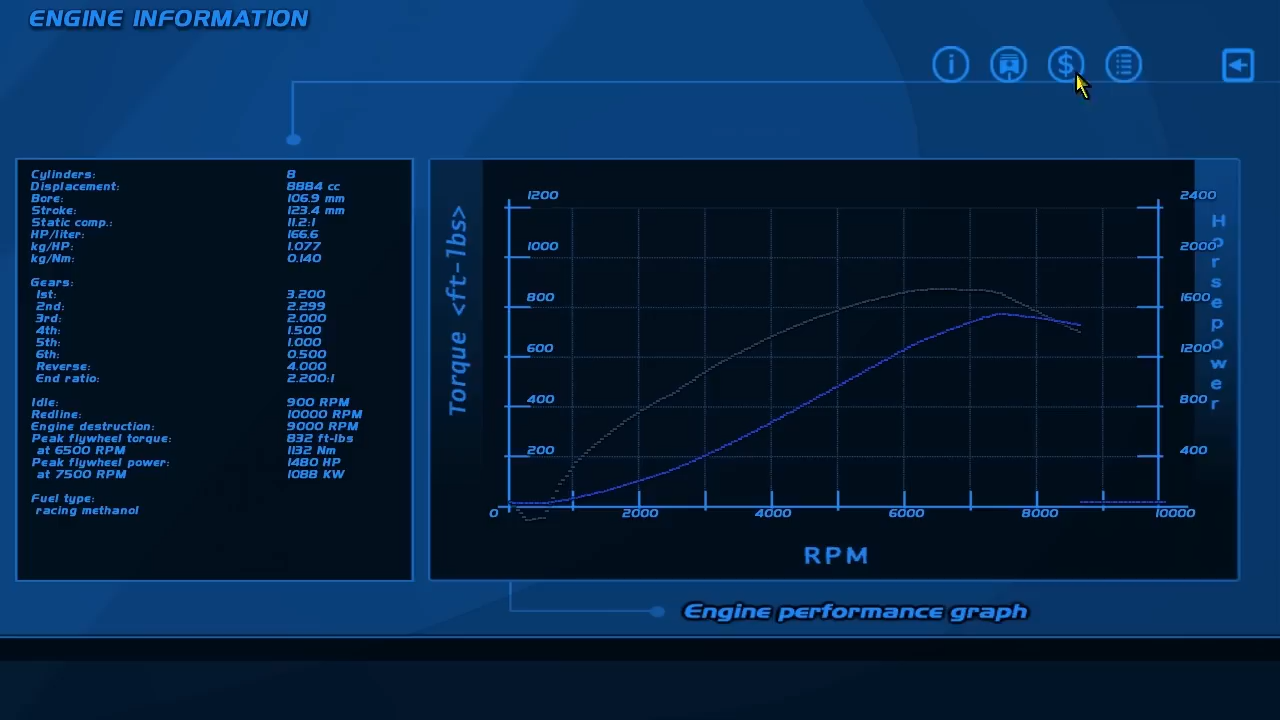 ENGINE INFORMATION
Cylinders: 8
Displacement: 8884 cc
Bore: 106.9 mm
Stroke: 123.4 mm
Static comp.: 11.2:1
HP/liter: 166.6
kg/HP: 1.077
kg/Nm: 0.140
Gears:
1st: 3.200
2nd: 2.299
3rd: 2.000
4th: 1.500
5th: 1.000
6th: 0.500
Reverse: 4.000
End ratio: 2.200:1
Idle: 900 RPM
Redline: 10000 RPM
Engine destruction: 9000 RPM
Peak flywheel torque: 832 ft-lbs
at 6500 RPM 1132 Nm
Peak flywheel power: 1480 HP
at 7500 RPM 1088 KW
Fuel type:
racing methanol
Torque <ft-lbs>
1200
1000
800
600
400
200
0 2000 4000 6000 8000 10000
RPM
2400
2000
1600
1200
800
400
Horsepower
Engine performance graph